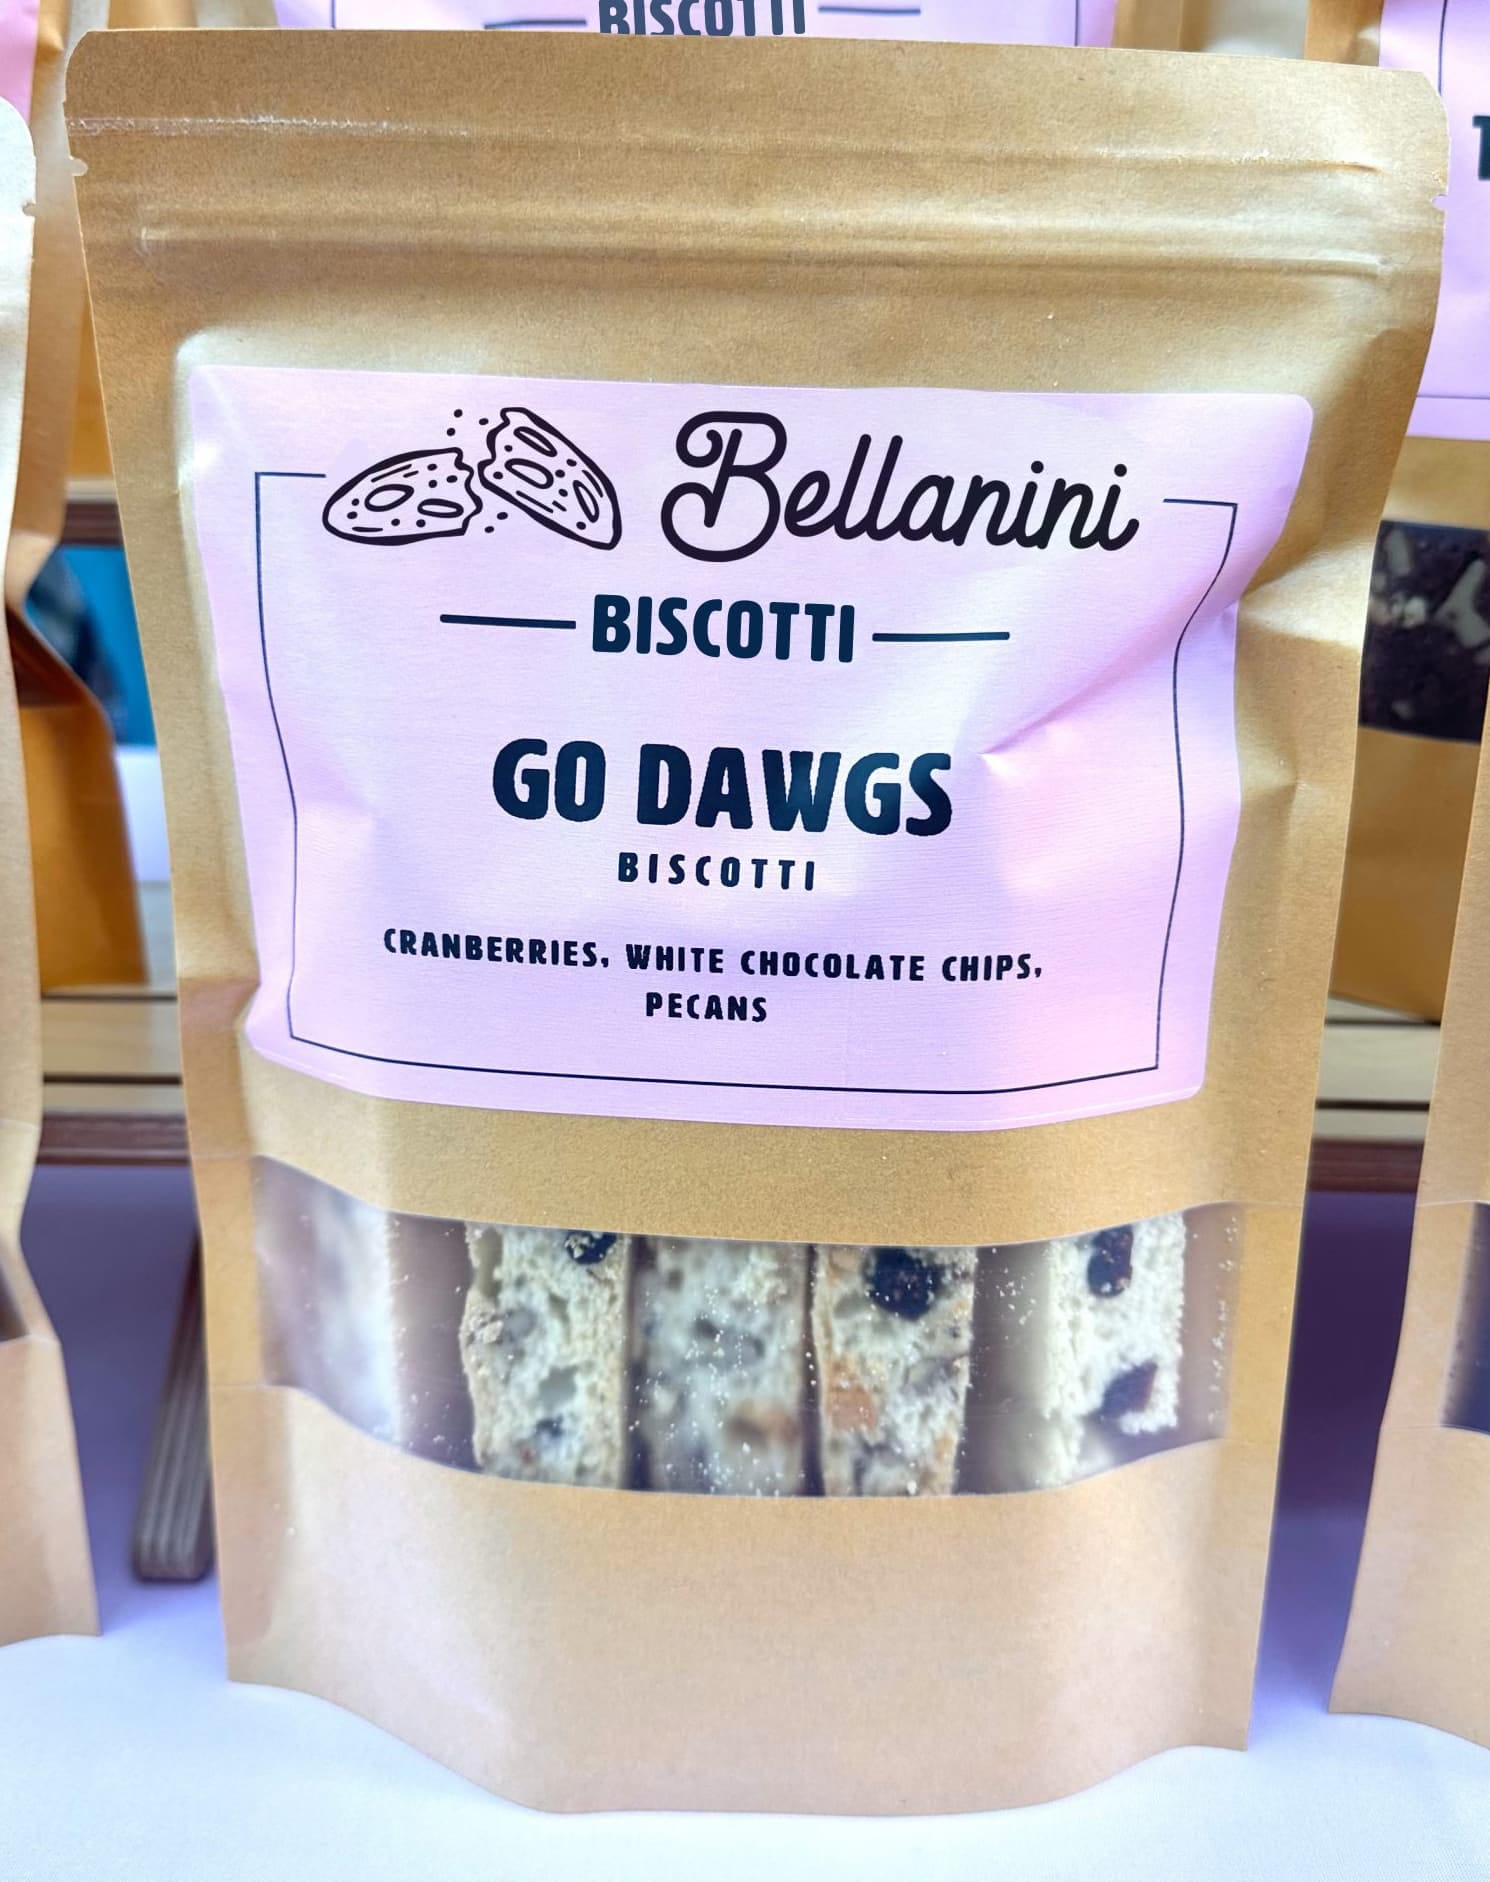 BISCOTTI
Bellanini
BISCOTTI
GO DAWGS
BISCOTTI
CRANBERRIES, WHITE CHOCOLATE CHIPS,
PECANS